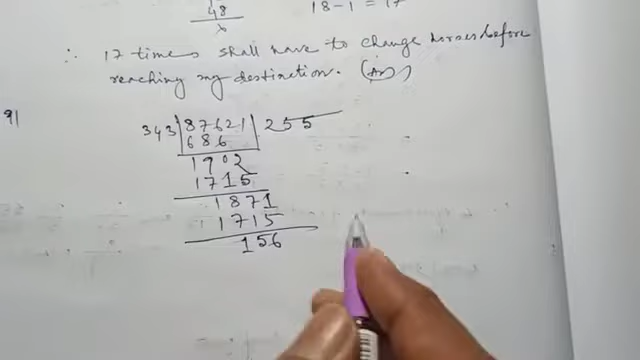 48
18-1 = 17
∴ 17 times shall have to change horses before
reaching my destination. (Ans)
91
343 | 87621 | 255
686
1902
1715
1871
1715
156